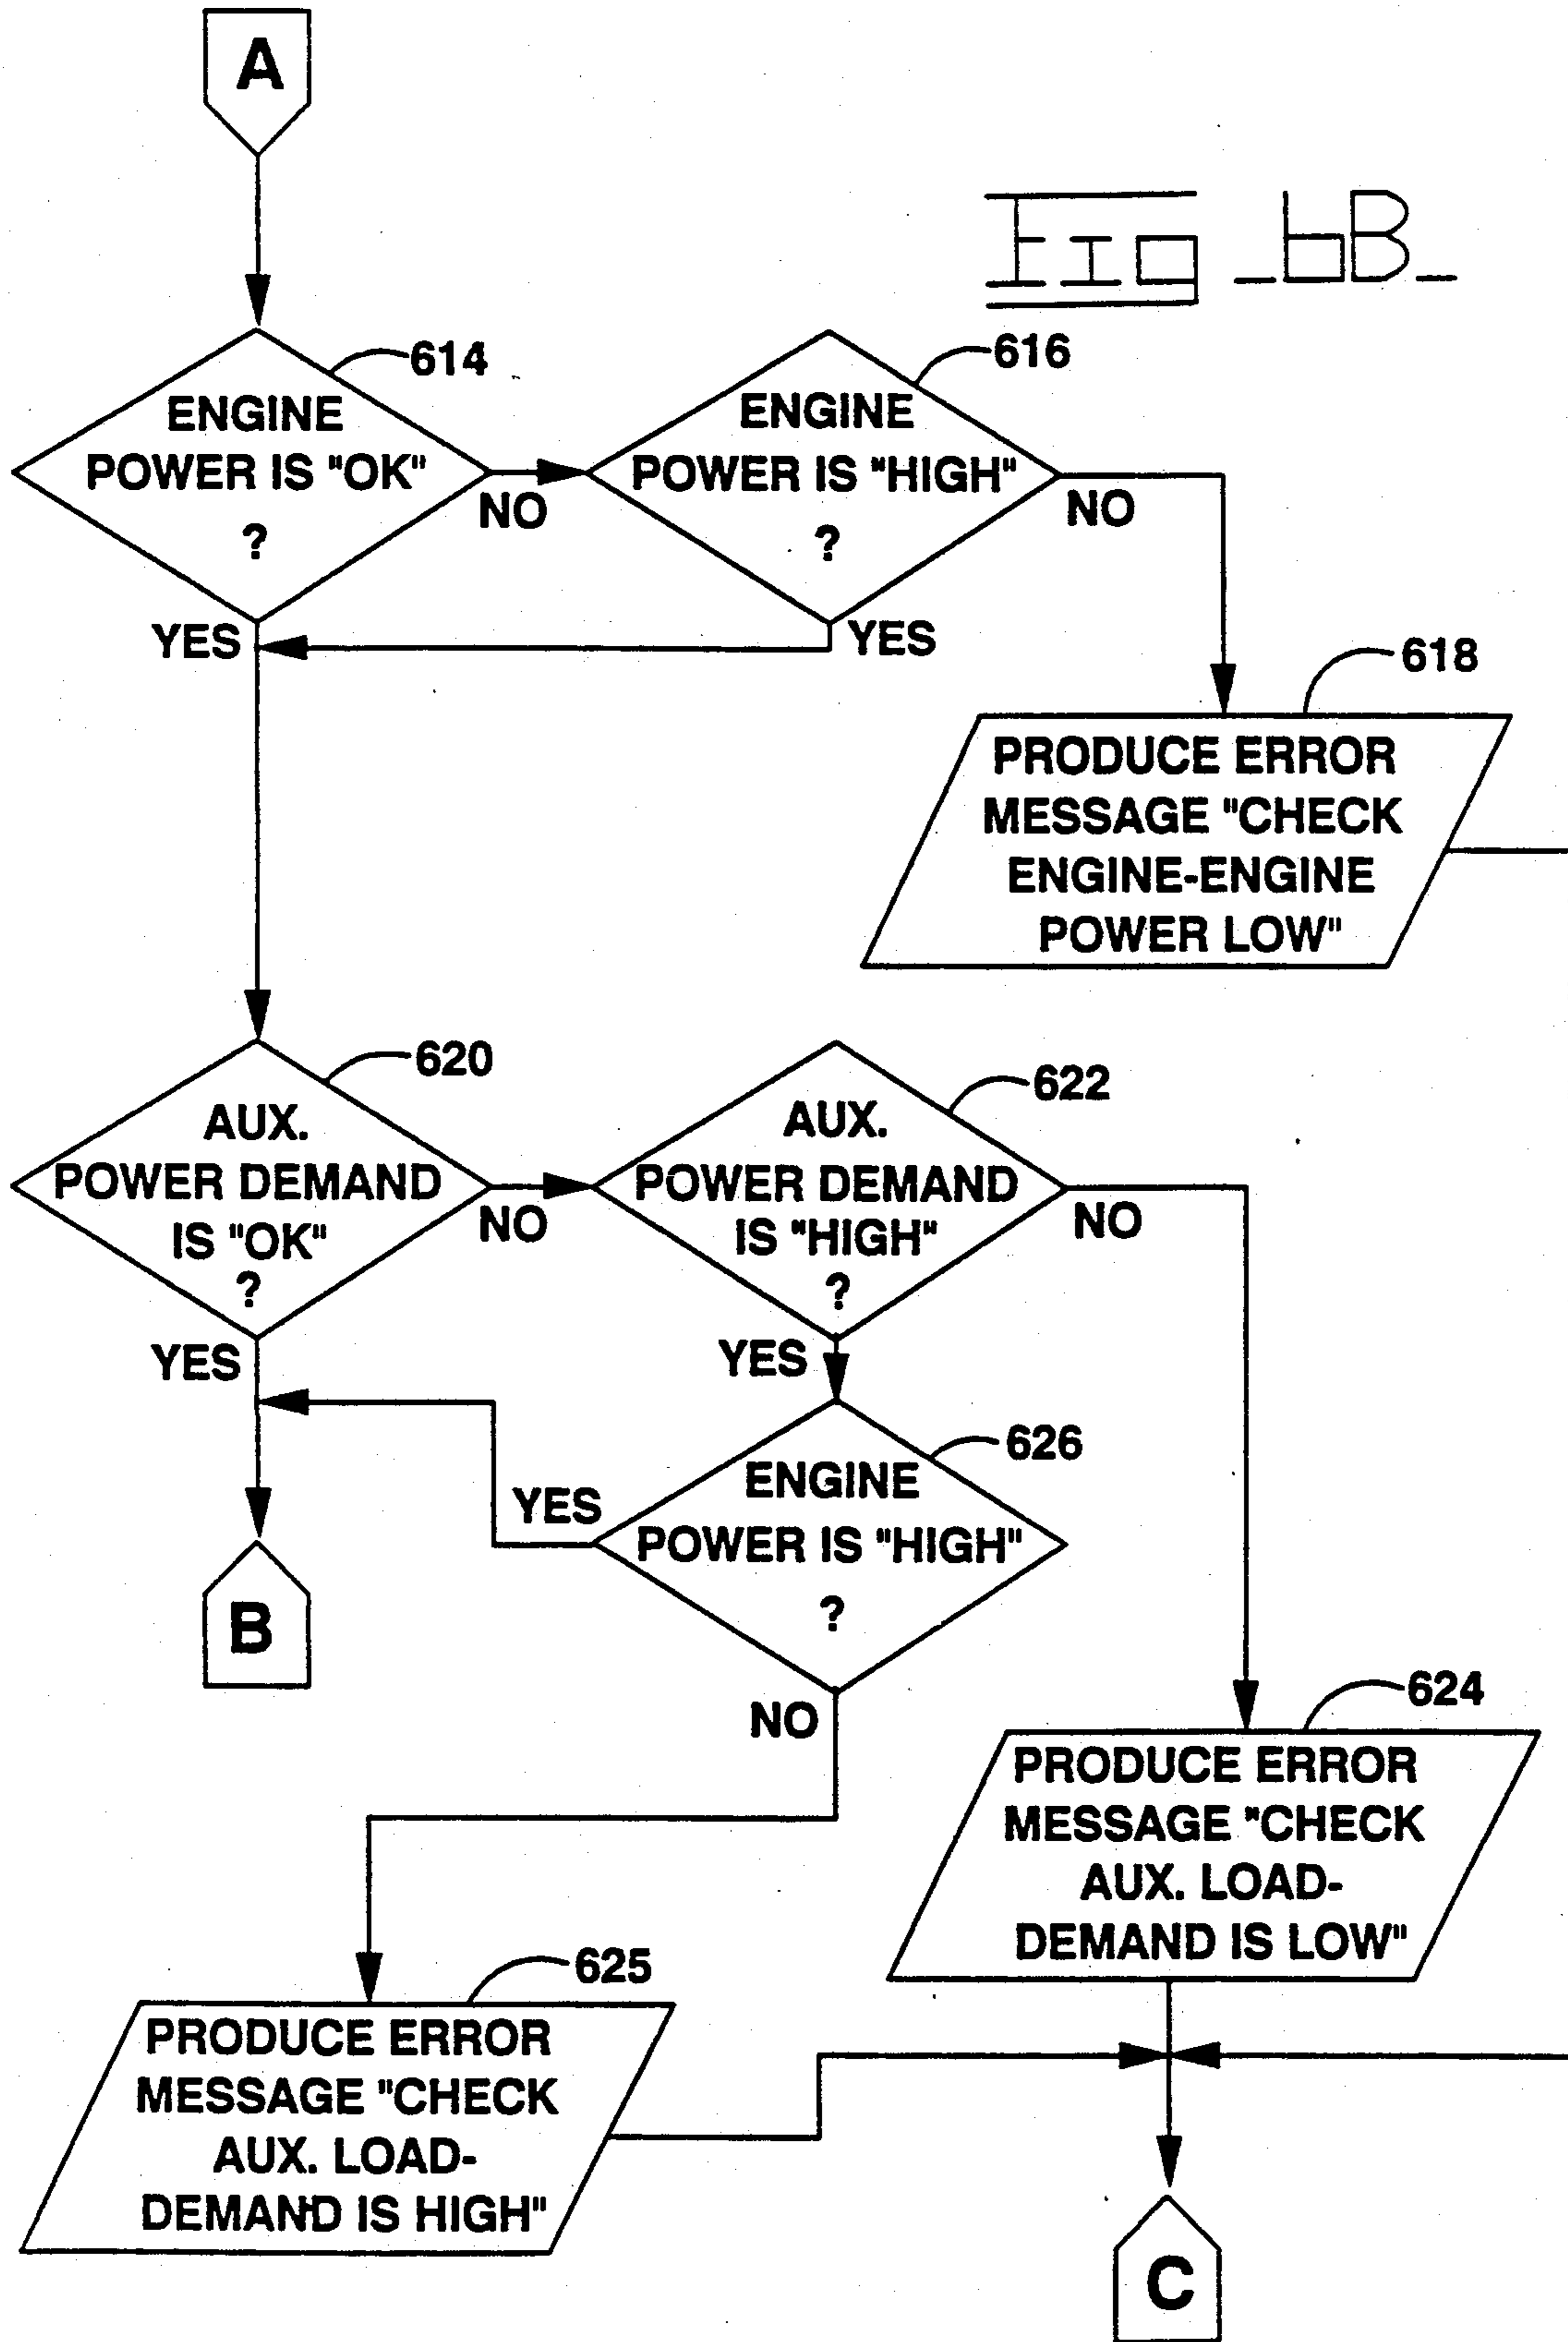 A
Fig_6B_
614
ENGINE
POWER IS "OK"
?
NO
YES
616
ENGINE
POWER IS "HIGH"
?
NO
YES
618
PRODUCE ERROR
MESSAGE "CHECK
ENGINE-ENGINE
POWER LOW"
620
AUX.
POWER DEMAND
IS "OK"
?
NO
YES
622
AUX.
POWER DEMAND
IS "HIGH"
?
NO
YES
626
ENGINE
POWER IS "HIGH"
?
YES
NO
B
624
PRODUCE ERROR
MESSAGE "CHECK
AUX. LOAD-
DEMAND IS LOW"
625
PRODUCE ERROR
MESSAGE "CHECK
AUX. LOAD-
DEMAND IS HIGH"
C